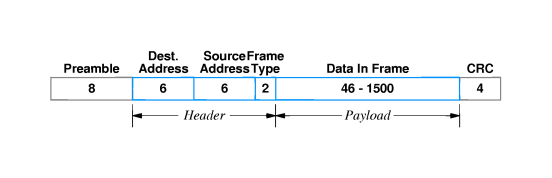 Dest. Source Frame
Preamble Address Address Type Data In Frame CRC
8 6 6 2 46 - 1500 4
Header Payload